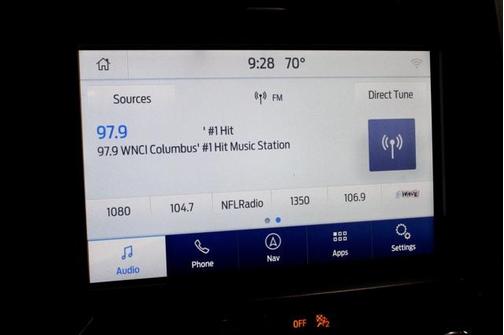 9:28 70°
Sources FM Direct Tune
97.9 ' #1 Hit
97.9 WNCI Columbus' #1 Hit Music Station
1080 104.7 NFLRadio 1350 106.9
Audio Phone Nav Apps Settings
OFF